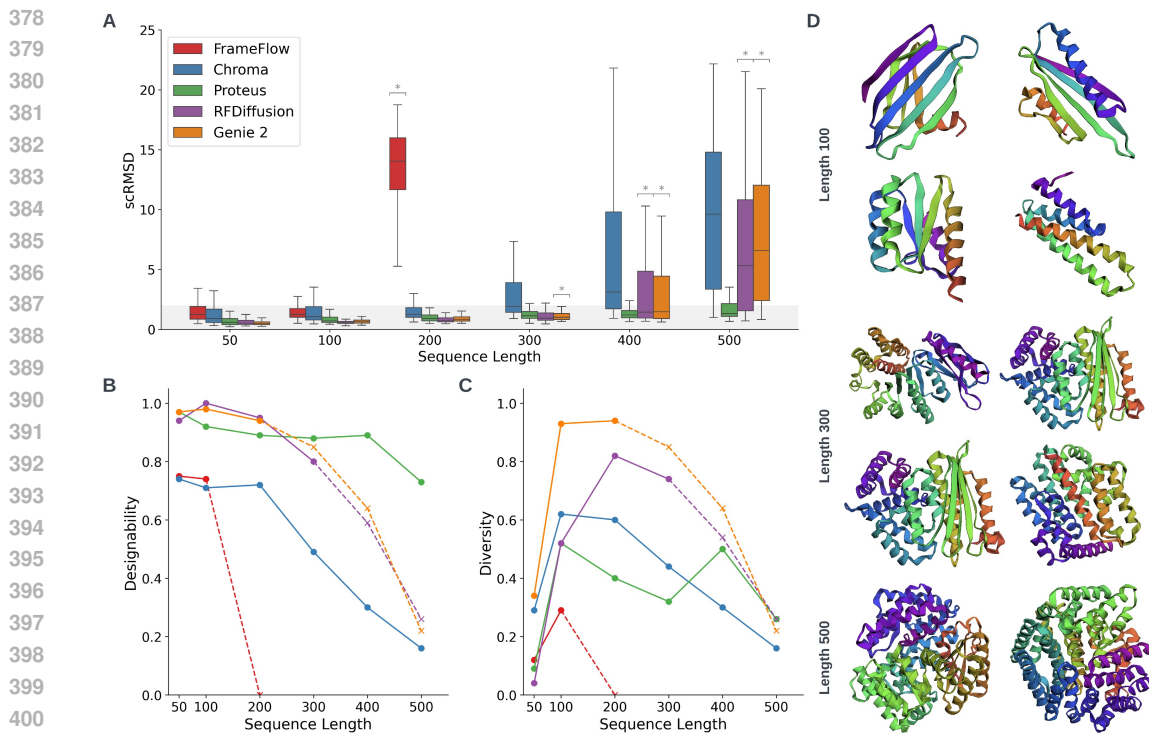 378
379
380
381
382
383
384
385
386
387
388
389
390
391
392
393
394
395
396
397
398
399
400
A
25
20
15
10
5
0
scRMSD
FrameFlow
Chroma
Proteus
RFDiffusion
Genie 2
*
*
* *
* *
50 100 200 300 400 500
Sequence Length
B
1.0
0.8
0.6
0.4
0.2
0.0
Designability
50 100 200 300 400 500
Sequence Length
C
1.0
0.8
0.6
0.4
0.2
0.0
Diversity
50 100 200 300 400 500
Sequence Length
D
Length 100
Length 300
Length 500